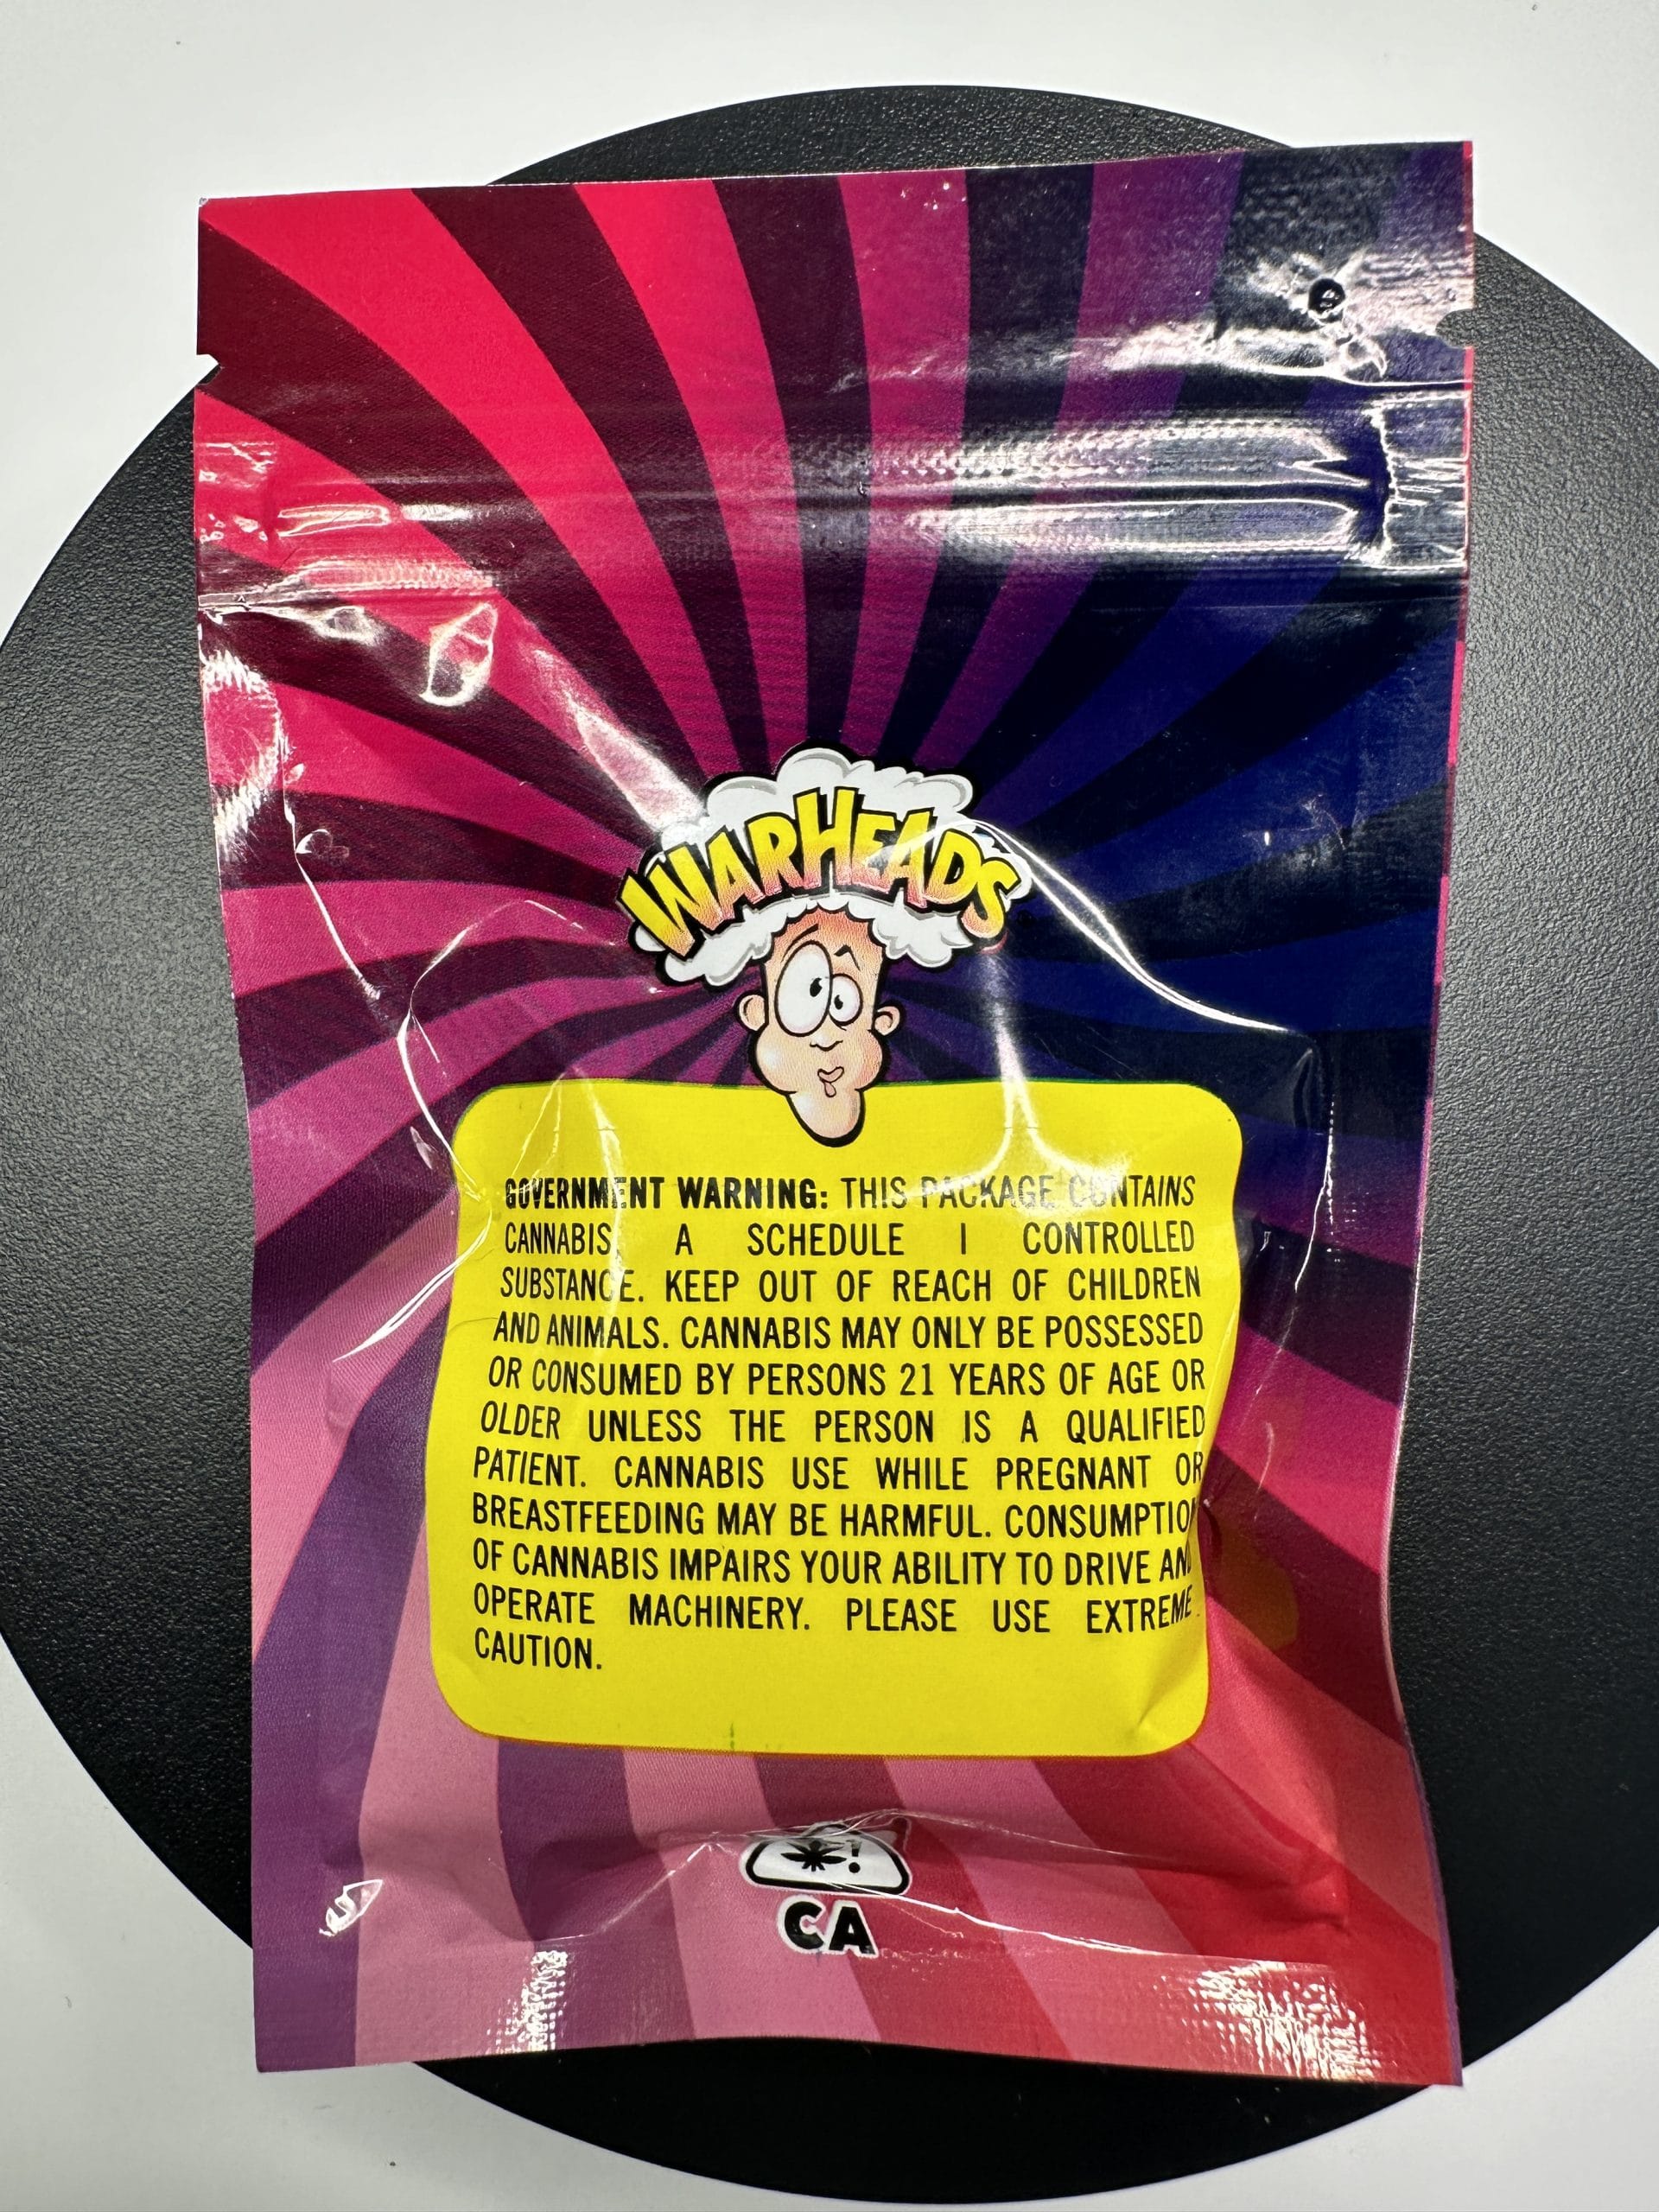 WARHEADS
GOVERNMENT WARNING: THIS PACKAGE CONTAINS
CANNABIS, A SCHEDULE I CONTROLLED
SUBSTANCE. KEEP OUT OF REACH OF CHILDREN
AND ANIMALS. CANNABIS MAY ONLY BE POSSESSED
OR CONSUMED BY PERSONS 21 YEARS OF AGE OR
OLDER UNLESS THE PERSON IS A QUALIFIED
PATIENT. CANNABIS USE WHILE PREGNANT OR
BREASTFEEDING MAY BE HARMFUL. CONSUMPTION
OF CANNABIS IMPAIRS YOUR ABILITY TO DRIVE AND
OPERATE MACHINERY. PLEASE USE EXTREME
CAUTION.
!
CA